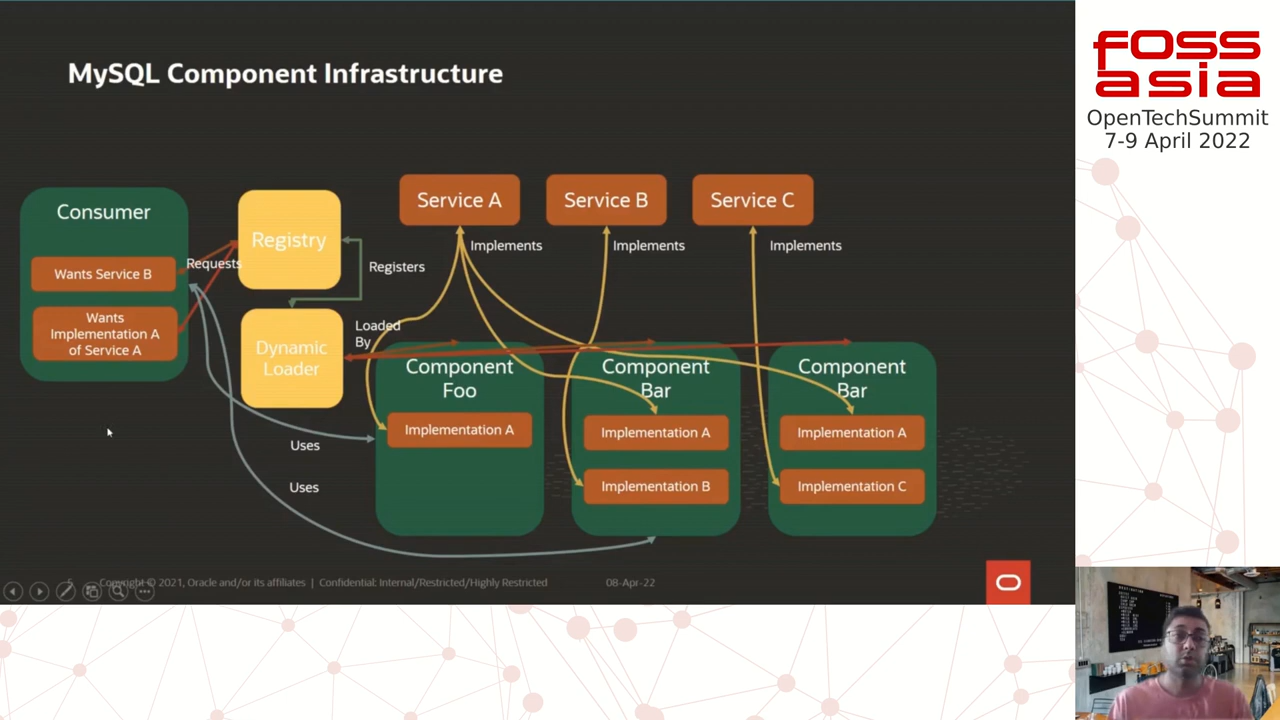 MySQL Component Infrastructure
foss
asia
OpenTechSummit
7-9 April 2022
Consumer
Wants Service B
Wants
Implementation A
of Service A
Requests
Registry
Registers
Dynamic
Loader
Loaded
By
Service A
Service B
Service C
Implements
Implements
Implements
Component
Foo
Implementation A
Component
Bar
Implementation A
Implementation B
Component
Bar
Implementation A
Implementation C
Uses
Uses
5 Copyright © 2021, Oracle and/or its affiliates | Confidential: Internal/Restricted/Highly Restricted 08-Apr-22